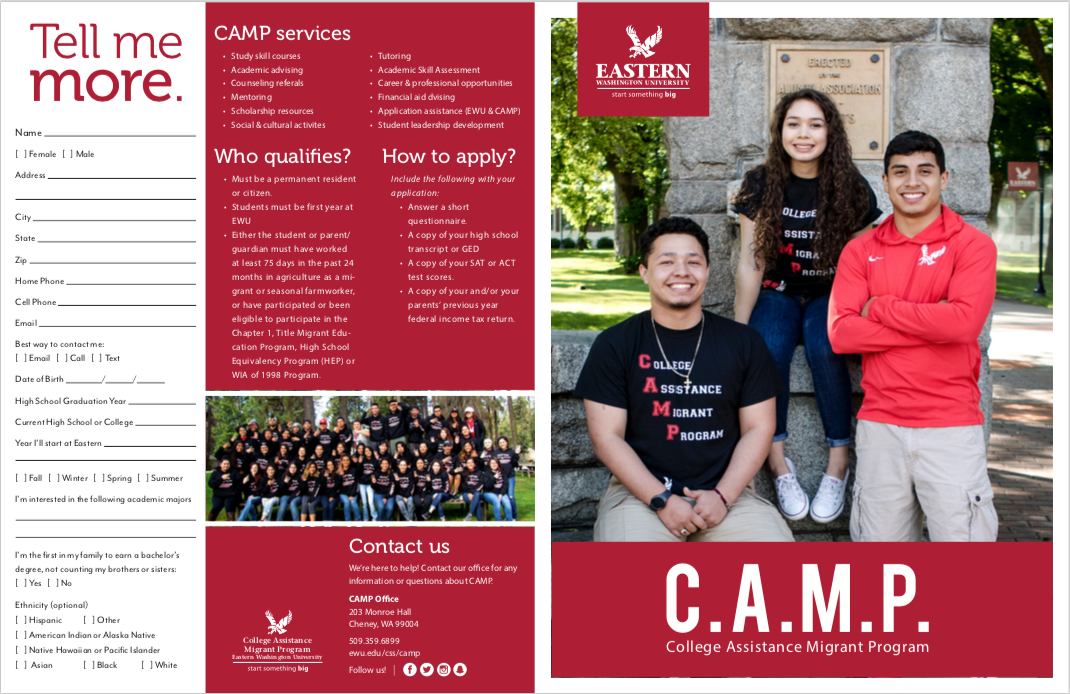 Tell me
more.
Name
[ ] Female [ ] Male
Address
City
State
Zip
Home Phone
Cell Phone
Email
Best way to contact me:
[ ] Email [ ] Call [ ] Text
Date of Birth ______/_____/_____
High School Graduation Year
Current High School or College
Year I'll start at Eastern
[ ] Fall [ ] Winter [ ] Spring [ ] Summer
I'm interested in the following academic majors
I'm the first in my family to earn a bachelor's
degree, not counting my brothers or sisters:
[ ] Yes [ ] No
Ethnicity (optional)
[ ] Hispanic [ ] Other
[ ] American Indian or Alaska Native
[ ] Native Hawaiian or Pacific Islander
[ ] Asian [ ] Black [ ] White
CAMP services
• Study skill courses
• Academic advising
• Counseling referals
• Mentoring
• Scholarship resources
• Social & cultural activites
• Tutoring
• Academic Skill Assessment
• Career & professional opportunities
• Financial aid dvising
• Application assistance (EWU & CAMP)
• Student leadership development
Who qualifies?
• Must be a permanent resident
or citizen.
• Students must be first year at
EWU
• Either the student or parent/
guardian must have worked
at least 75 days in the past 24
months in agriculture as a mi-
grant or seasonal farmworker,
or have participated or been
eligible to participate in the
Chapter 1, Title Migrant Edu-
cation Program, High School
Equivalency Program (HEP) or
WIA of 1998 Program.
How to apply?
Include the following with your
application:
• Answer a short
questionnaire.
• A copy of your high school
transcript or GED
• A copy of your SAT or ACT
test scores.
• A copy of your and/or your
parents' previous year
federal income tax return.
College Assistance
Migrant Program
Eastern Washington University
start something big
Contact us
We're here to help! Contact our office for any
information or questions about CAMP.
CAMP Office
203 Monroe Hall
Cheney, WA 99004
509.359.6899
ewu.edu/css/camp
Follow us!
EASTERN
WASHINGTON UNIVERSITY
start something big
ERECTED
BY THE
ALUMNI ASSOCIATION
COLLEGE
ASSIST
M
PROGRA
COLLEGE
ASSSTANCE
MIGRANT
PROGRAM
C.A.M.P.
College Assistance Migrant Program